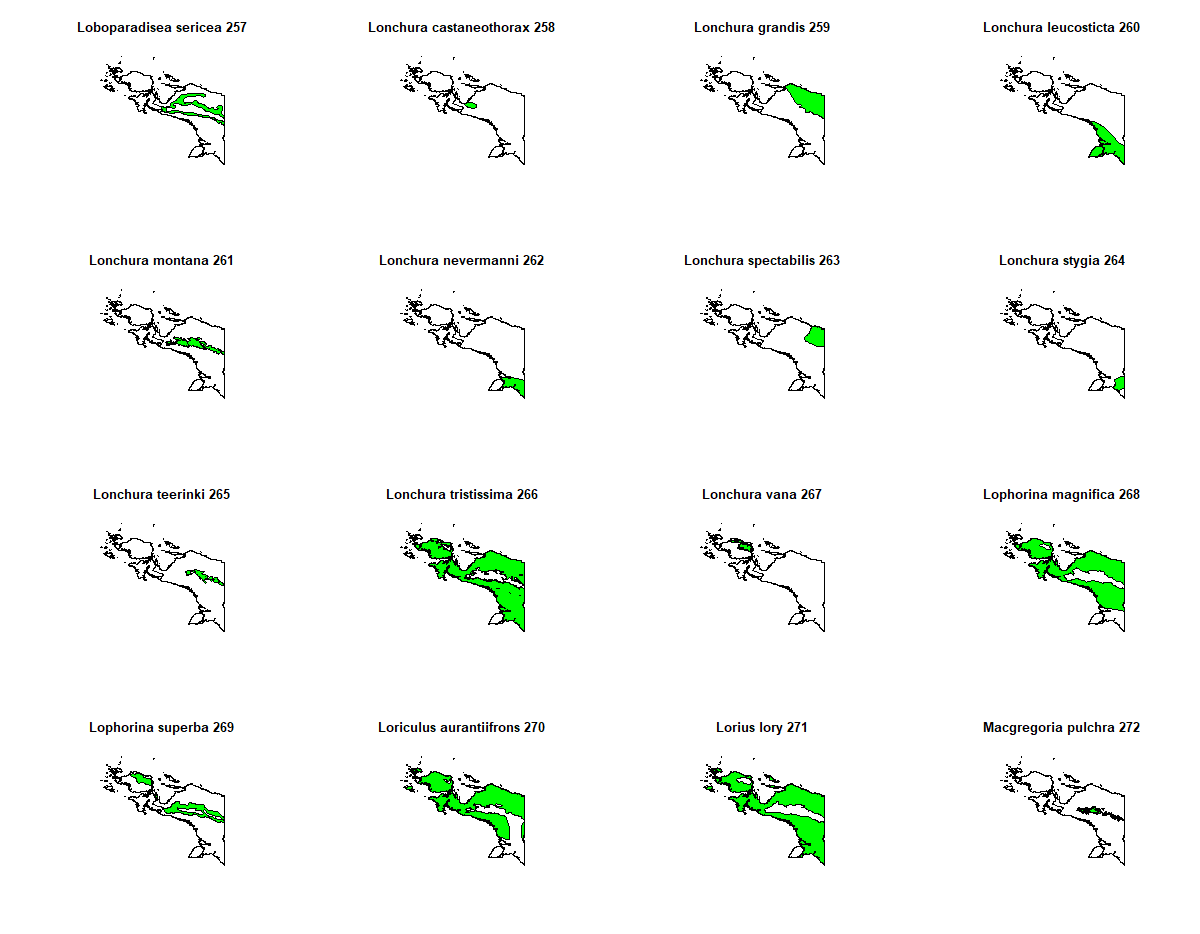 Loboparadisea sericea 257
Lonchura castaneothorax 258
Lonchura grandis 259
Lonchura leucosticta 260
Lonchura montana 261
Lonchura nevermanni 262
Lonchura spectabilis 263
Lonchura stygia 264
Lonchura teerinki 265
Lonchura tristissima 266
Lonchura vana 267
Lophorina magnifica 268
Lophorina superba 269
Loriculus aurantiifrons 270
Lorius lory 271
Macgregoria pulchra 272